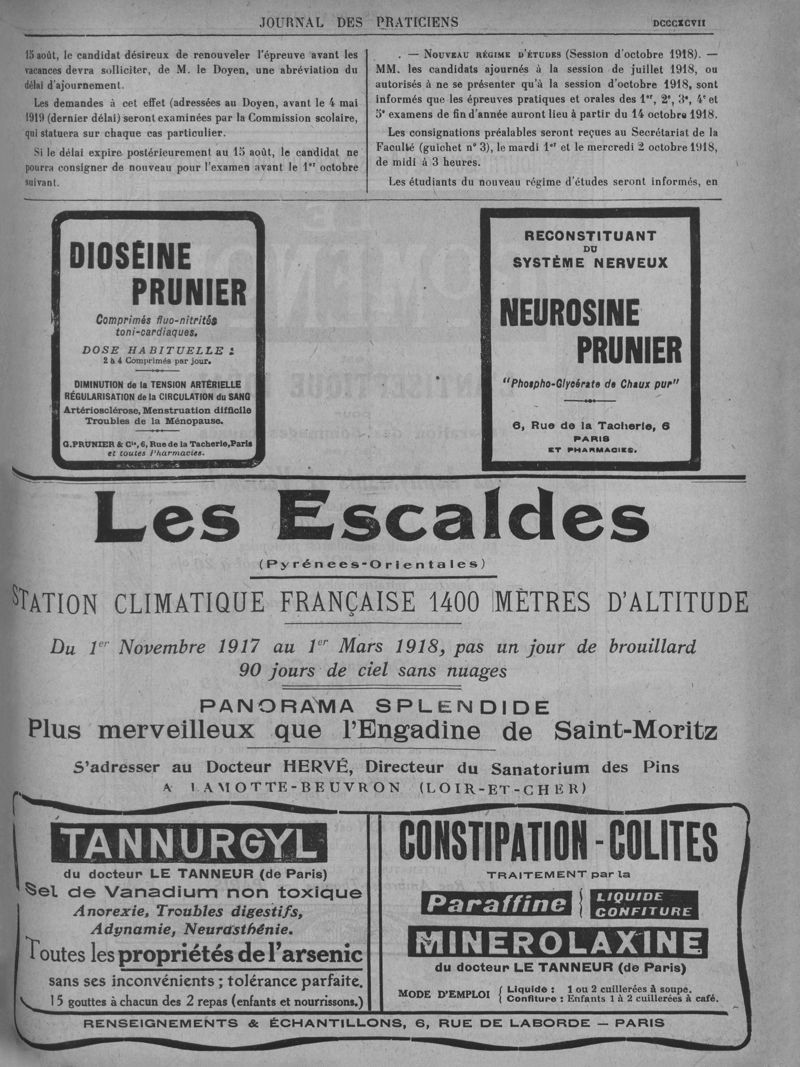 JOURNAL DES PRATICIENS
DCCCXCVII
15 août, le candidat désireux de renouveler l'épreuve avant les
vacances devra solliciter, de M. le Doyen, une abréviation du
délai d'ajournement.
Les demandes à cet effet (adressées au Doyen, avant le 4 mai
1919 (dernier délai) seront examinées par la Commission scolaire,
qui statuera sur chaque cas particulier.
Si le délai expire postérieurement au 15 août, le candidat ne
pourra consigner de nouveau pour l'examen avant le 1er octobre
suivant.
. — NOUVEAU RÉGIME D'ÉTUDES (Session d'octobre 1918). —
MM. les candidats ajournés à la session de juillet 1918, ou
autorisés à ne se présenter qu'à la session d'octobre 1918, sont
informés que les épreuves pratiques et orales des 1er, 2e, 3e, 4e et
5e examens de fin d'année auront lieu à partir du 14 octobre 1918.
Les consignations préalables seront reçues au Secrétariat de la
Faculté (guichet n° 3), le mardi 1er et le mercredi 2 octobre 1918,
de midi à 3 heures.
Les étudiants du nouveau régime d'études seront informés, en
DIOSÉINE
PRUNIER
Comprimés fluo-nitrités
toni-cardiaques.
DOSE HABITUELLE :
2 à 4 Comprimés par jour.
DIMINUTION de la TENSION ARTÉRIELLE
RÉGULARISATION de la CIRCULATION du SANG
Artériosclérose, Menstruation difficile
Troubles de la Ménopause.
G. PRUNIER & Cie, 6, Rue de la Tacherie, Paris
et toutes Pharmacies.
RECONSTITUANT
DU
SYSTÈME NERVEUX
NEUROSINE
PRUNIER
"Phospho-Glycérate de Chaux pur"
6, Rue de la Tacherie, 6
PARIS
ET PHARMACIES.
Les Escaldes
(Pyrénées-Orientales)
STATION CLIMATIQUE FRANÇAISE 1400 MÈTRES D'ALTITUDE
Du 1er Novembre 1917 au 1er Mars 1918, pas un jour de brouillard
90 jours de ciel sans nuages
PANORAMA SPLENDIDE
Plus merveilleux que l'Engadine de Saint-Moritz
S'adresser au Docteur HERVÉ, Directeur du Sanatorium des Pins
A LAMOTTE-BEUVRON (LOIR-ET-CHER)
TANNURGYL
du docteur LE TANNEUR (de Paris)
Sel de Vanadium non toxique
Anorexie, Troubles digestifs,
Adynamie, Neurasthénie.
Toutes les propriétés de l'arsenic
sans ses inconvénients ; tolérance parfaite.
15 gouttes à chacun des 2 repas (enfants et nourrissons.)
CONSTIPATION - COLITES
TRAITEMENT par la
Paraffine { LIQUIDE
CONFITURE
MINEROLAXINE
du docteur LE TANNEUR (de Paris)
MODE D'EMPLOI { Liquide : 1 ou 2 cuillerées à soupe.
Confiture : Enfants 1 à 2 cuillerées à café.
RENSEIGNEMENTS & ÉCHANTILLONS, 6, RUE DE LABORDE — PARIS